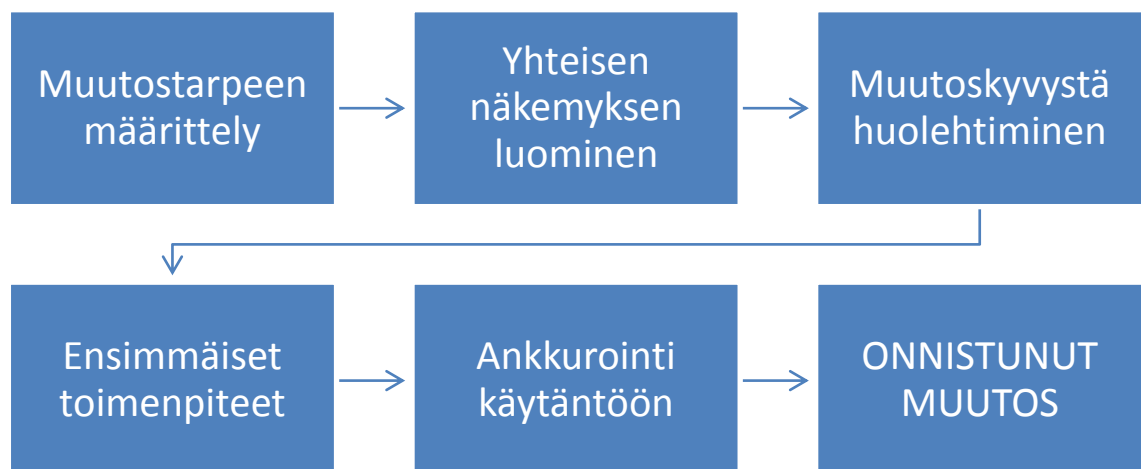 Muutostarpeen
määrittely
Yhteisen
näkemyksen
luominen
Muutoskyvystä
huolehtiminen
Ensimmäiset
toimenpiteet
Ankkurointi
käytäntöön
ONNISTUNUT
MUUTOS